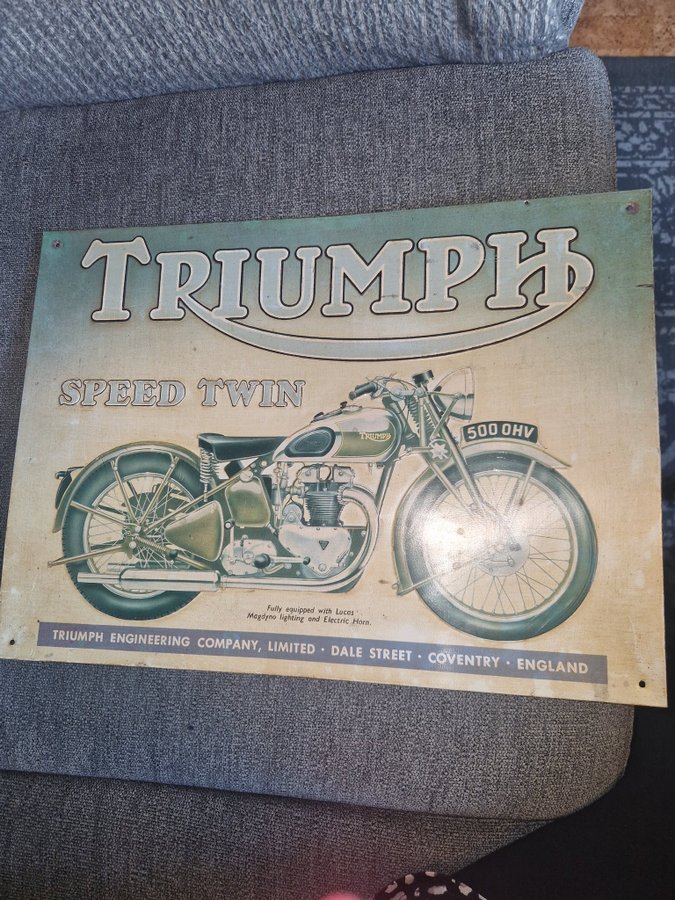 TRIUMPH
SPEED TWIN
TRIUMPH
500 OHV
Fully equipped with Lucas
Magdyno lighting and Electric Horn.
TRIUMPH ENGINEERING COMPANY, LIMITED · DALE STREET · COVENTRY · ENGLAND